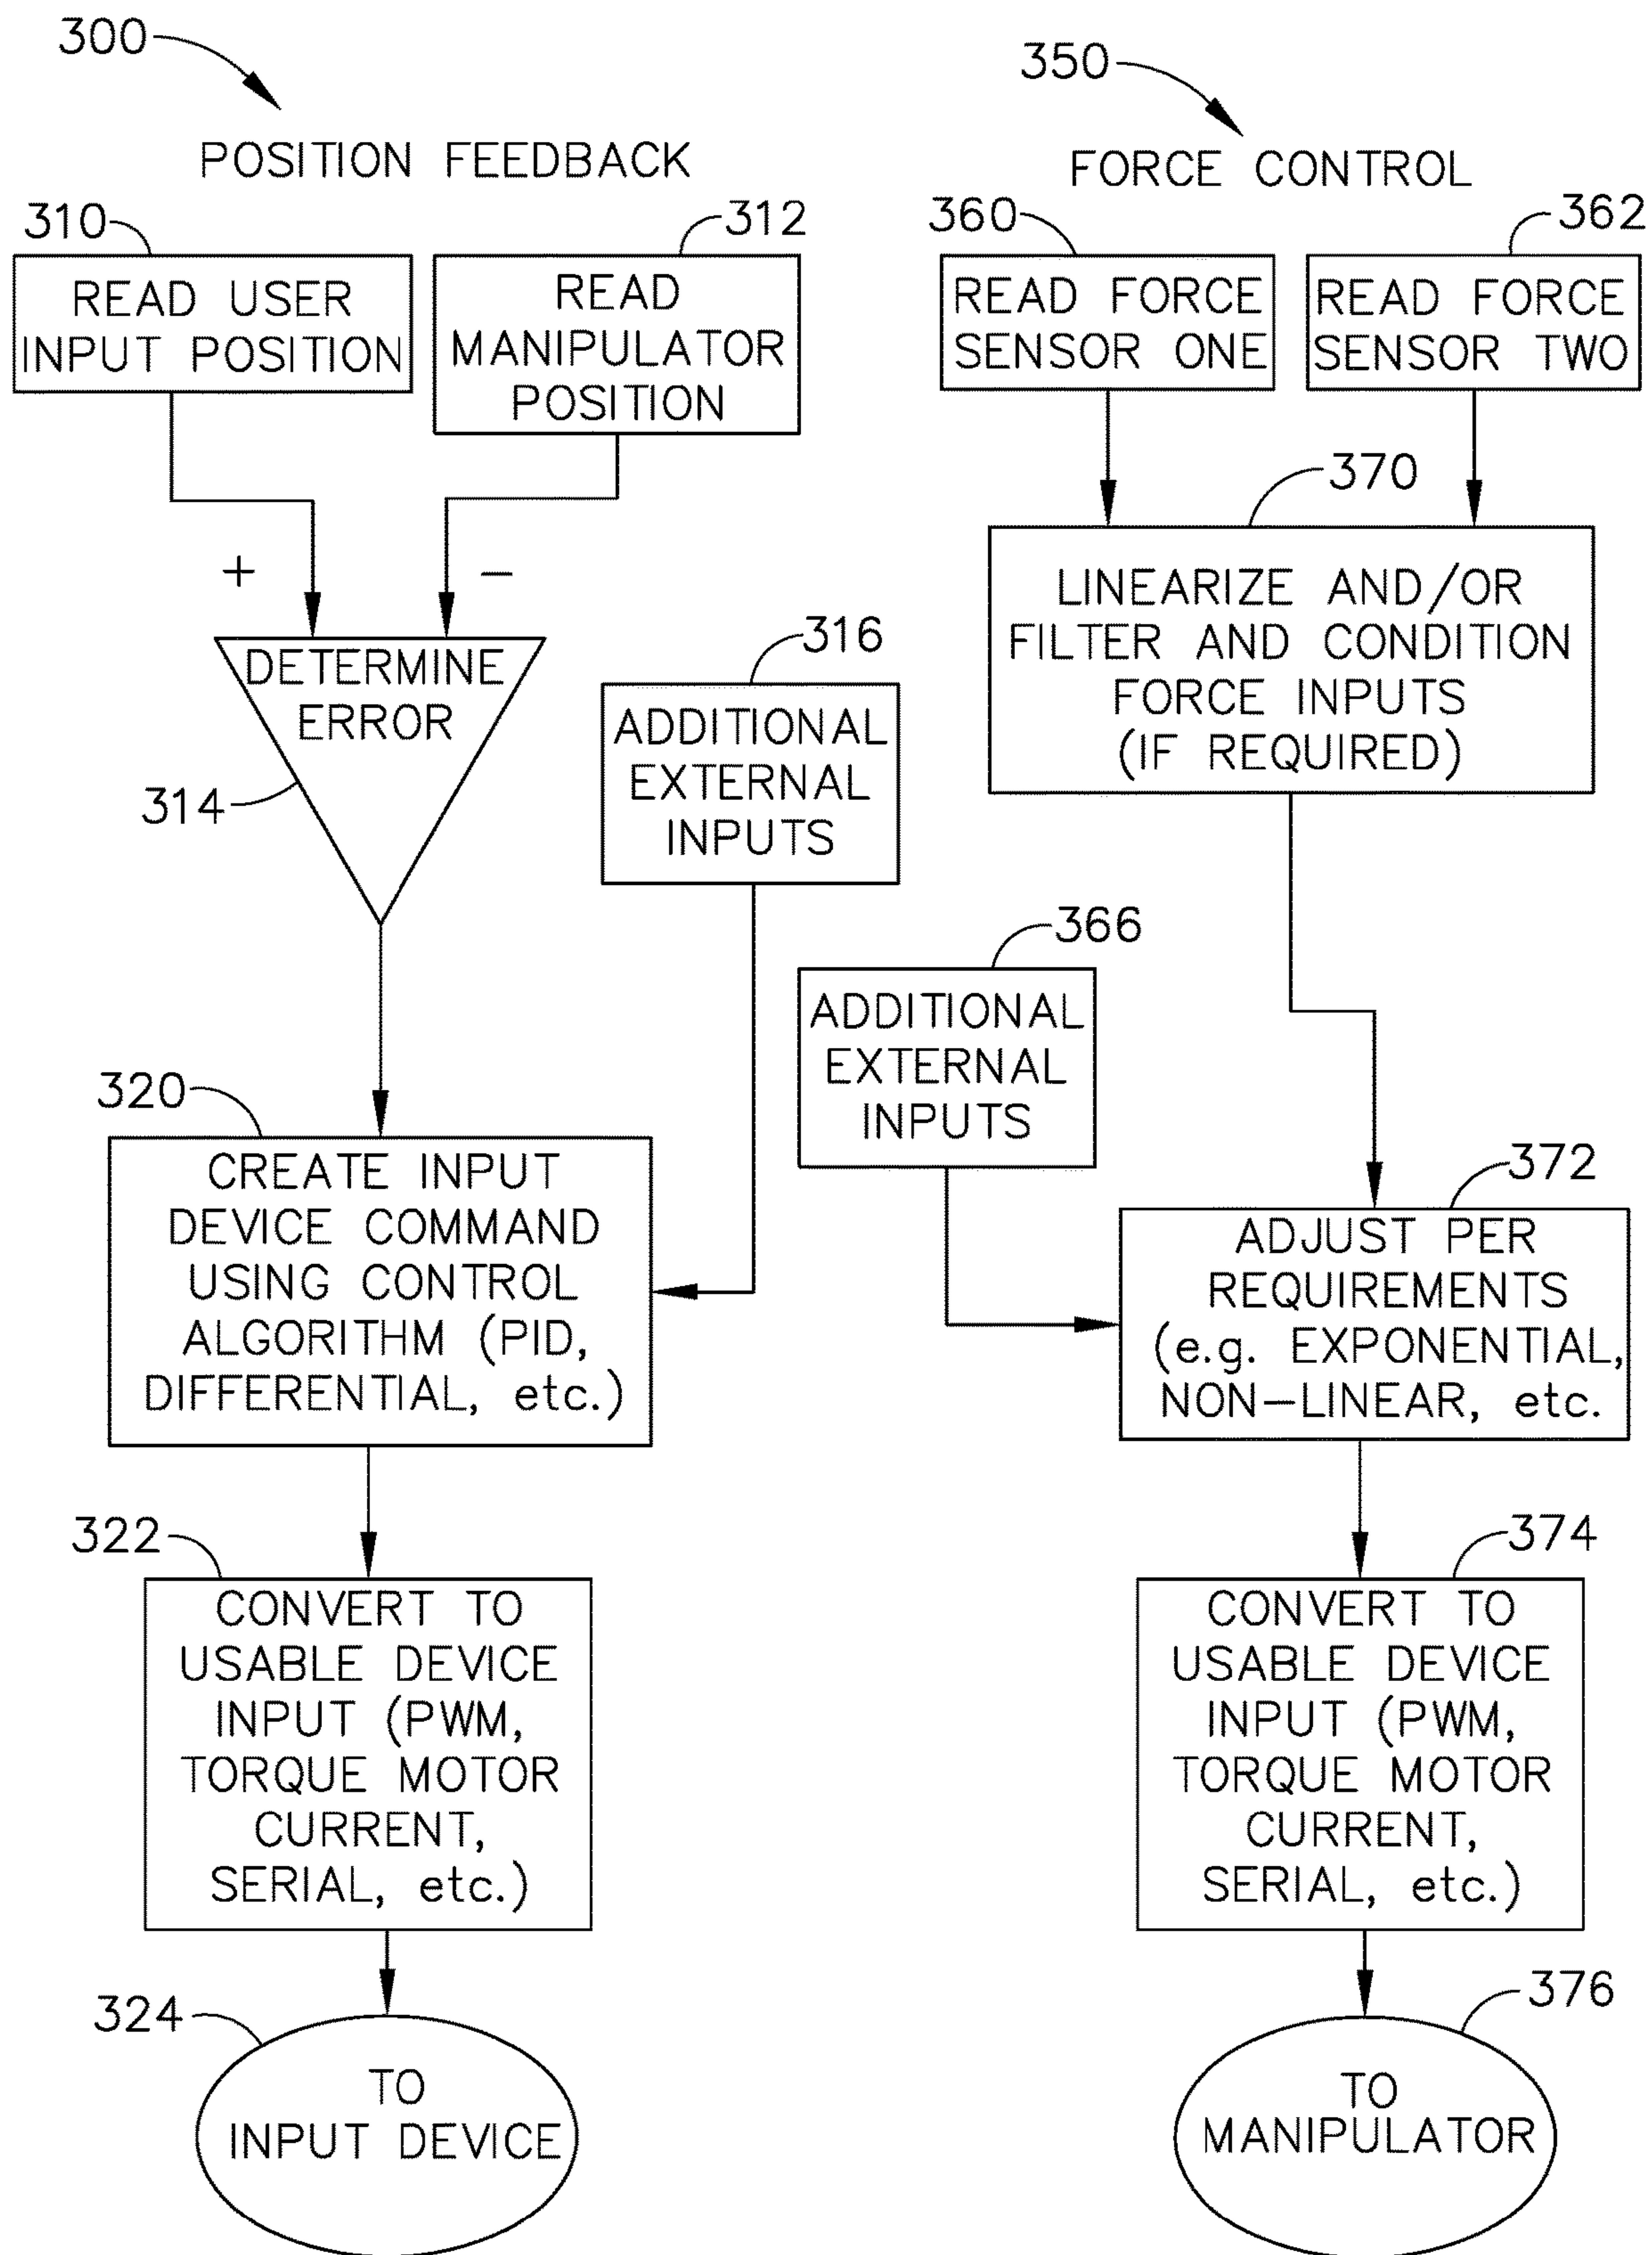 300
POSITION FEEDBACK
310
READ USER
INPUT POSITION
312
READ
MANIPULATOR
POSITION
+
−
DETERMINE
ERROR
314
316
ADDITIONAL
EXTERNAL
INPUTS
320
CREATE INPUT
DEVICE COMMAND
USING CONTROL
ALGORITHM (PID,
DIFFERENTIAL, etc.)
322
CONVERT TO
USABLE DEVICE
INPUT (PWM,
TORQUE MOTOR
CURRENT,
SERIAL, etc.)
324
TO
INPUT DEVICE
350
FORCE CONTROL
360
READ FORCE
SENSOR ONE
362
READ FORCE
SENSOR TWO
370
LINEARIZE AND/OR
FILTER AND CONDITION
FORCE INPUTS
(IF REQUIRED)
366
ADDITIONAL
EXTERNAL
INPUTS
372
ADJUST PER
REQUIREMENTS
(e.g. EXPONENTIAL,
NON−LINEAR, etc.
374
CONVERT TO
USABLE DEVICE
INPUT (PWM,
TORQUE MOTOR
CURRENT,
SERIAL, etc.)
376
TO
MANIPULATOR